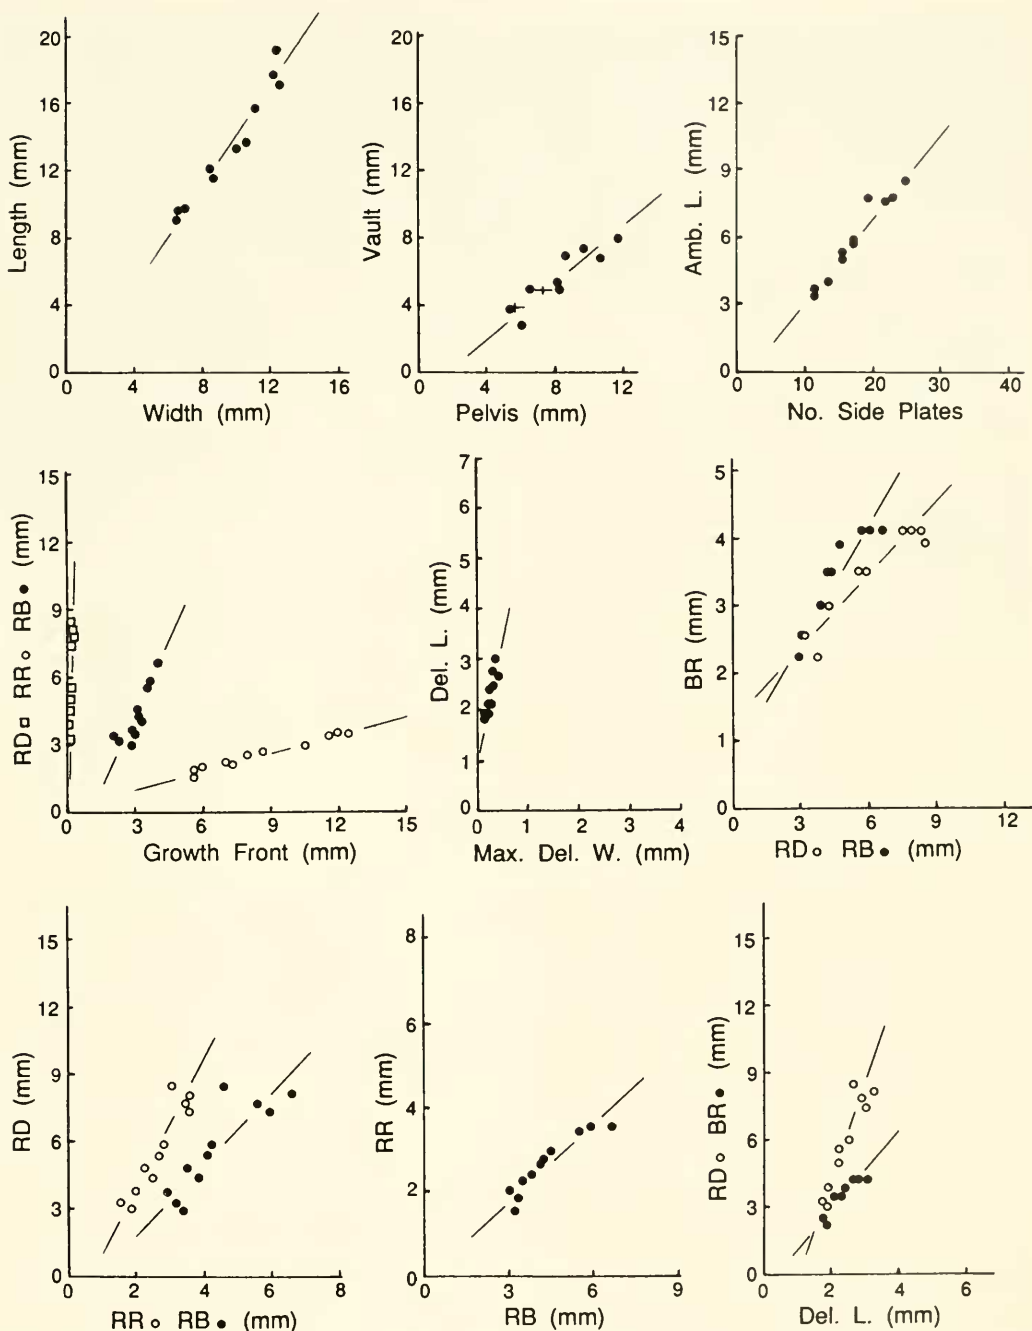 20
16
12
8
4
0
Length (mm)
0 4 8 12 16
Width (mm)
20
16
12
8
4
0
Vault (mm)
0 4 8 12
Pelvis (mm)
15
12
9
6
3
0
Amb. L. (mm)
0 10 20 30 40
No. Side Plates
15
12
9
6
3
0
RD□ RR○ RB● (mm)
0 3 6 9 12 15
Growth Front (mm)
7
6
5
4
3
2
1
0
Del. L. (mm)
0 1 2 3 4
Max. Del. W. (mm)
5
4
3
2
1
0
BR (mm)
0 3 6 9 12
RD○ RB● (mm)
15
12
9
6
3
0
RD (mm)
0 2 4 6 8
RR○ RB● (mm)
8
6
4
2
0
RR (mm)
0 3 6 9
RB (mm)
15
12
9
6
3
0
RD○ BR● (mm)
0 2 4 6
Del. L. (mm)